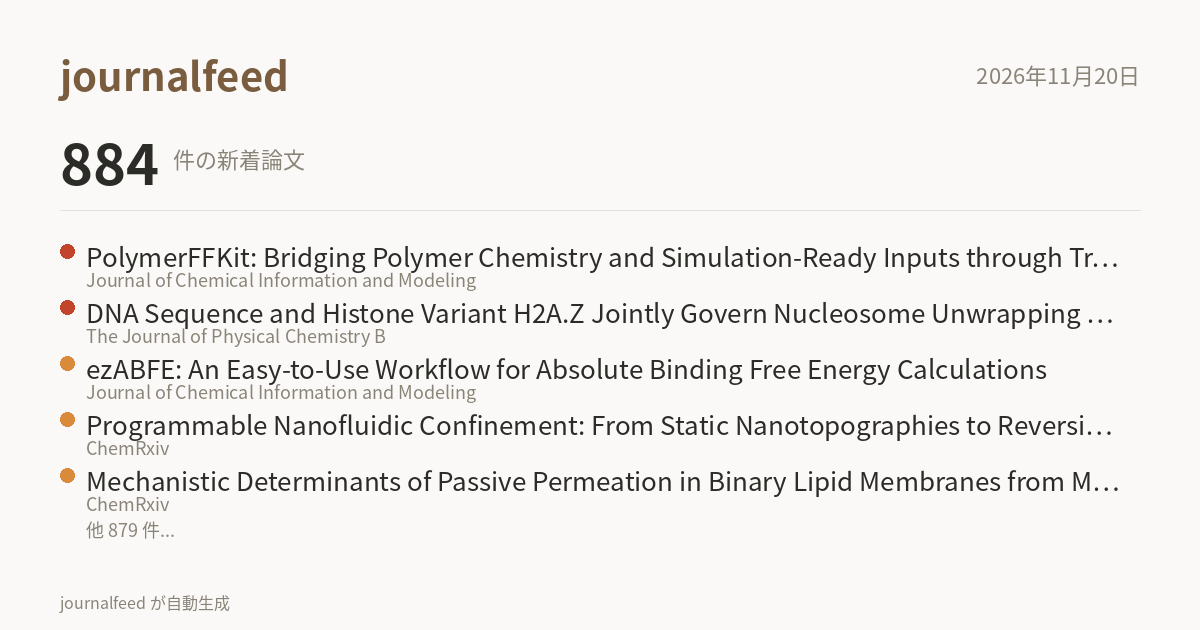 journalfeed
2026年11月20日
884 件の新着論文
PolymerFFKit: Bridging Polymer Chemistry and Simulation-Ready Inputs through Tr…
Journal of Chemical Information and Modeling
DNA Sequence and Histone Variant H2A.Z Jointly Govern Nucleosome Unwrapping …
The Journal of Physical Chemistry B
ezABFE: An Easy-to-Use Workflow for Absolute Binding Free Energy Calculations
Journal of Chemical Information and Modeling
Programmable Nanofluidic Confinement: From Static Nanotopographies to Reversi…
ChemRxiv
Mechanistic Determinants of Passive Permeation in Binary Lipid Membranes from M…
ChemRxiv
他 879 件...
journalfeed が自動生成